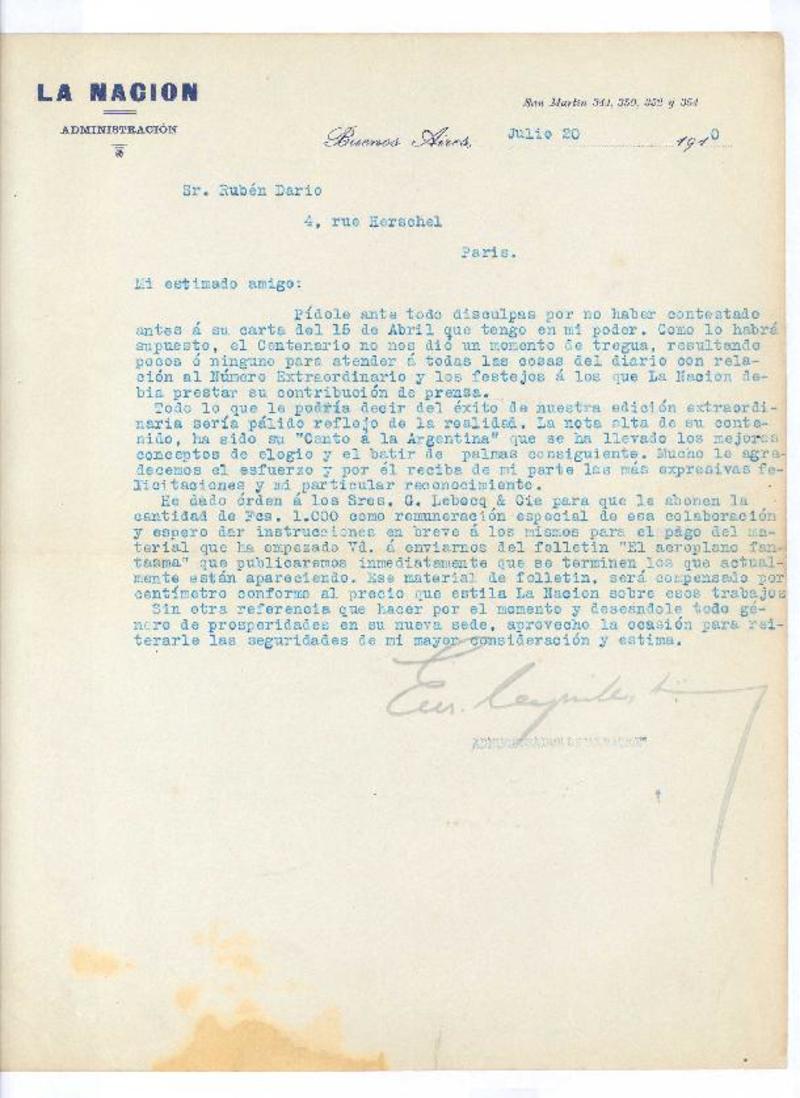 LA NACION
ADMINISTRACIÓN
San Martín 344, 350, 352 y 354
Buenos Aires, Julio 20 1910
Sr. Rubén Dario
4, rue Herschel
Paris.
Mi estimado amigo:
Pídole ante todo disculpas por no haber contestado
antes á su carta del 15 de Abril que tengo en mi poder. Como lo habrá
supuesto, el Centenario no nos dió un momento de tregua, resultando
pocos ó ninguno para atender á todas las cosas del diario con rela-
ción al Número Extraordinario y los festejos á los que La Nacion de-
bia prestar su contribución de prensa.
Todo lo que le podría decir del éxito de nuestra edición extraordi-
naria sería pálido reflejo de la realidad. La nota alta de su conte-
nido, ha sido su "Canto á la Argentina" que se ha llevado los mejores
conceptos de elogio y el batir de palmas consiguiente. Mucho le agra-
decemos el esfuerzo y por él reciba de mi parte las más expresivas fe-
licitaciones y mi particular reconocimiento.
He dado órden á los Sres. G. Lebocq & Cie para que le abonen la
cantidad de Fcs. 1.000 como remuneración especial de esa colaboración
y espero dar instrucciones en breve á los mismos para el págo del ma-
terial que ha empezado Vd. á enviarnos del folletin "El aeroplano fan-
tasma" que publicaremos inmediatamente que se terminen los que actual-
mente están apareciendo. Ese material de folletin, será compensado por
centímetro conforme al precio que estila La Nacion sobre esos trabajos
Sin otra referencia que hacer por el momento y deseándole todo gé-
nero de prosperidades en su nueva sede, aprovecho la ocasión para rei-
terarle las seguridades de mi mayor consideración y estima.